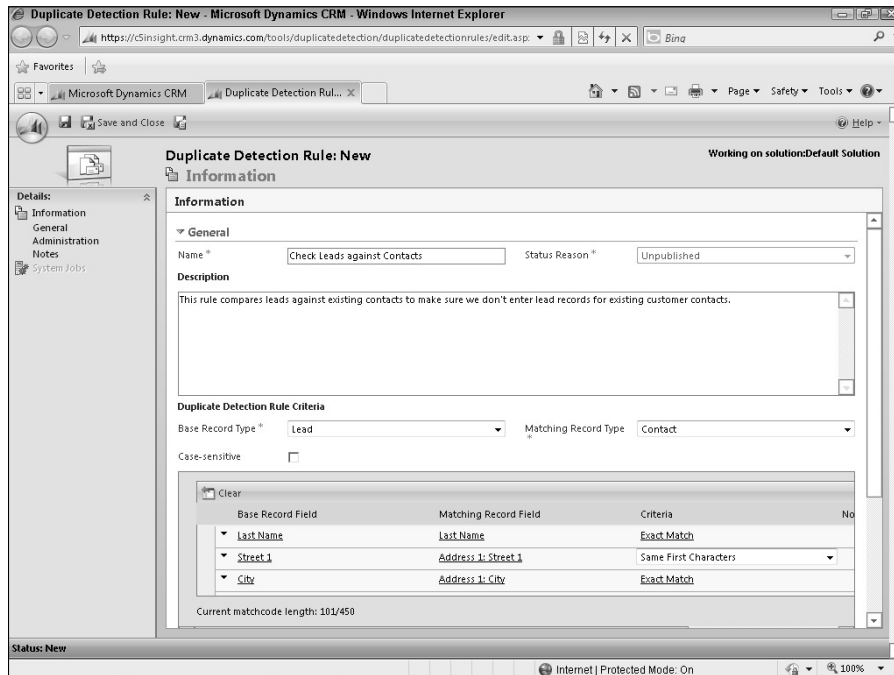 Duplicate Detection Rule: New - Microsoft Dynamics CRM - Windows Internet Explorer
https://c5insight.crm3.dynamics.com/tools/duplicatedetection/duplicatedetectionrules/edit.asp: Bing
Favorites
Microsoft Dynamics CRM Duplicate Detection Rul... X Page Safety Tools
Save and Close Help
Duplicate Detection Rule: New Working on solution:Default Solution
Information
Details:
Information
General
Administration
Notes
System Jobs
Information
General
Name * Check Leads against Contacts Status Reason * Unpublished
Description
This rule compares leads against existing contacts to make sure we don't enter lead records for existing customer contacts.
Duplicate Detection Rule Criteria
Base Record Type * Lead Matching Record Type * Contact
Case-sensitive
Clear
Base Record Field Matching Record Field Criteria No
Last Name Last Name Exact Match
Street 1 Address 1: Street 1 Same First Characters
City Address 1: City Exact Match
Current matchcode length: 101/450
Status: New
Internet | Protected Mode: On 100%